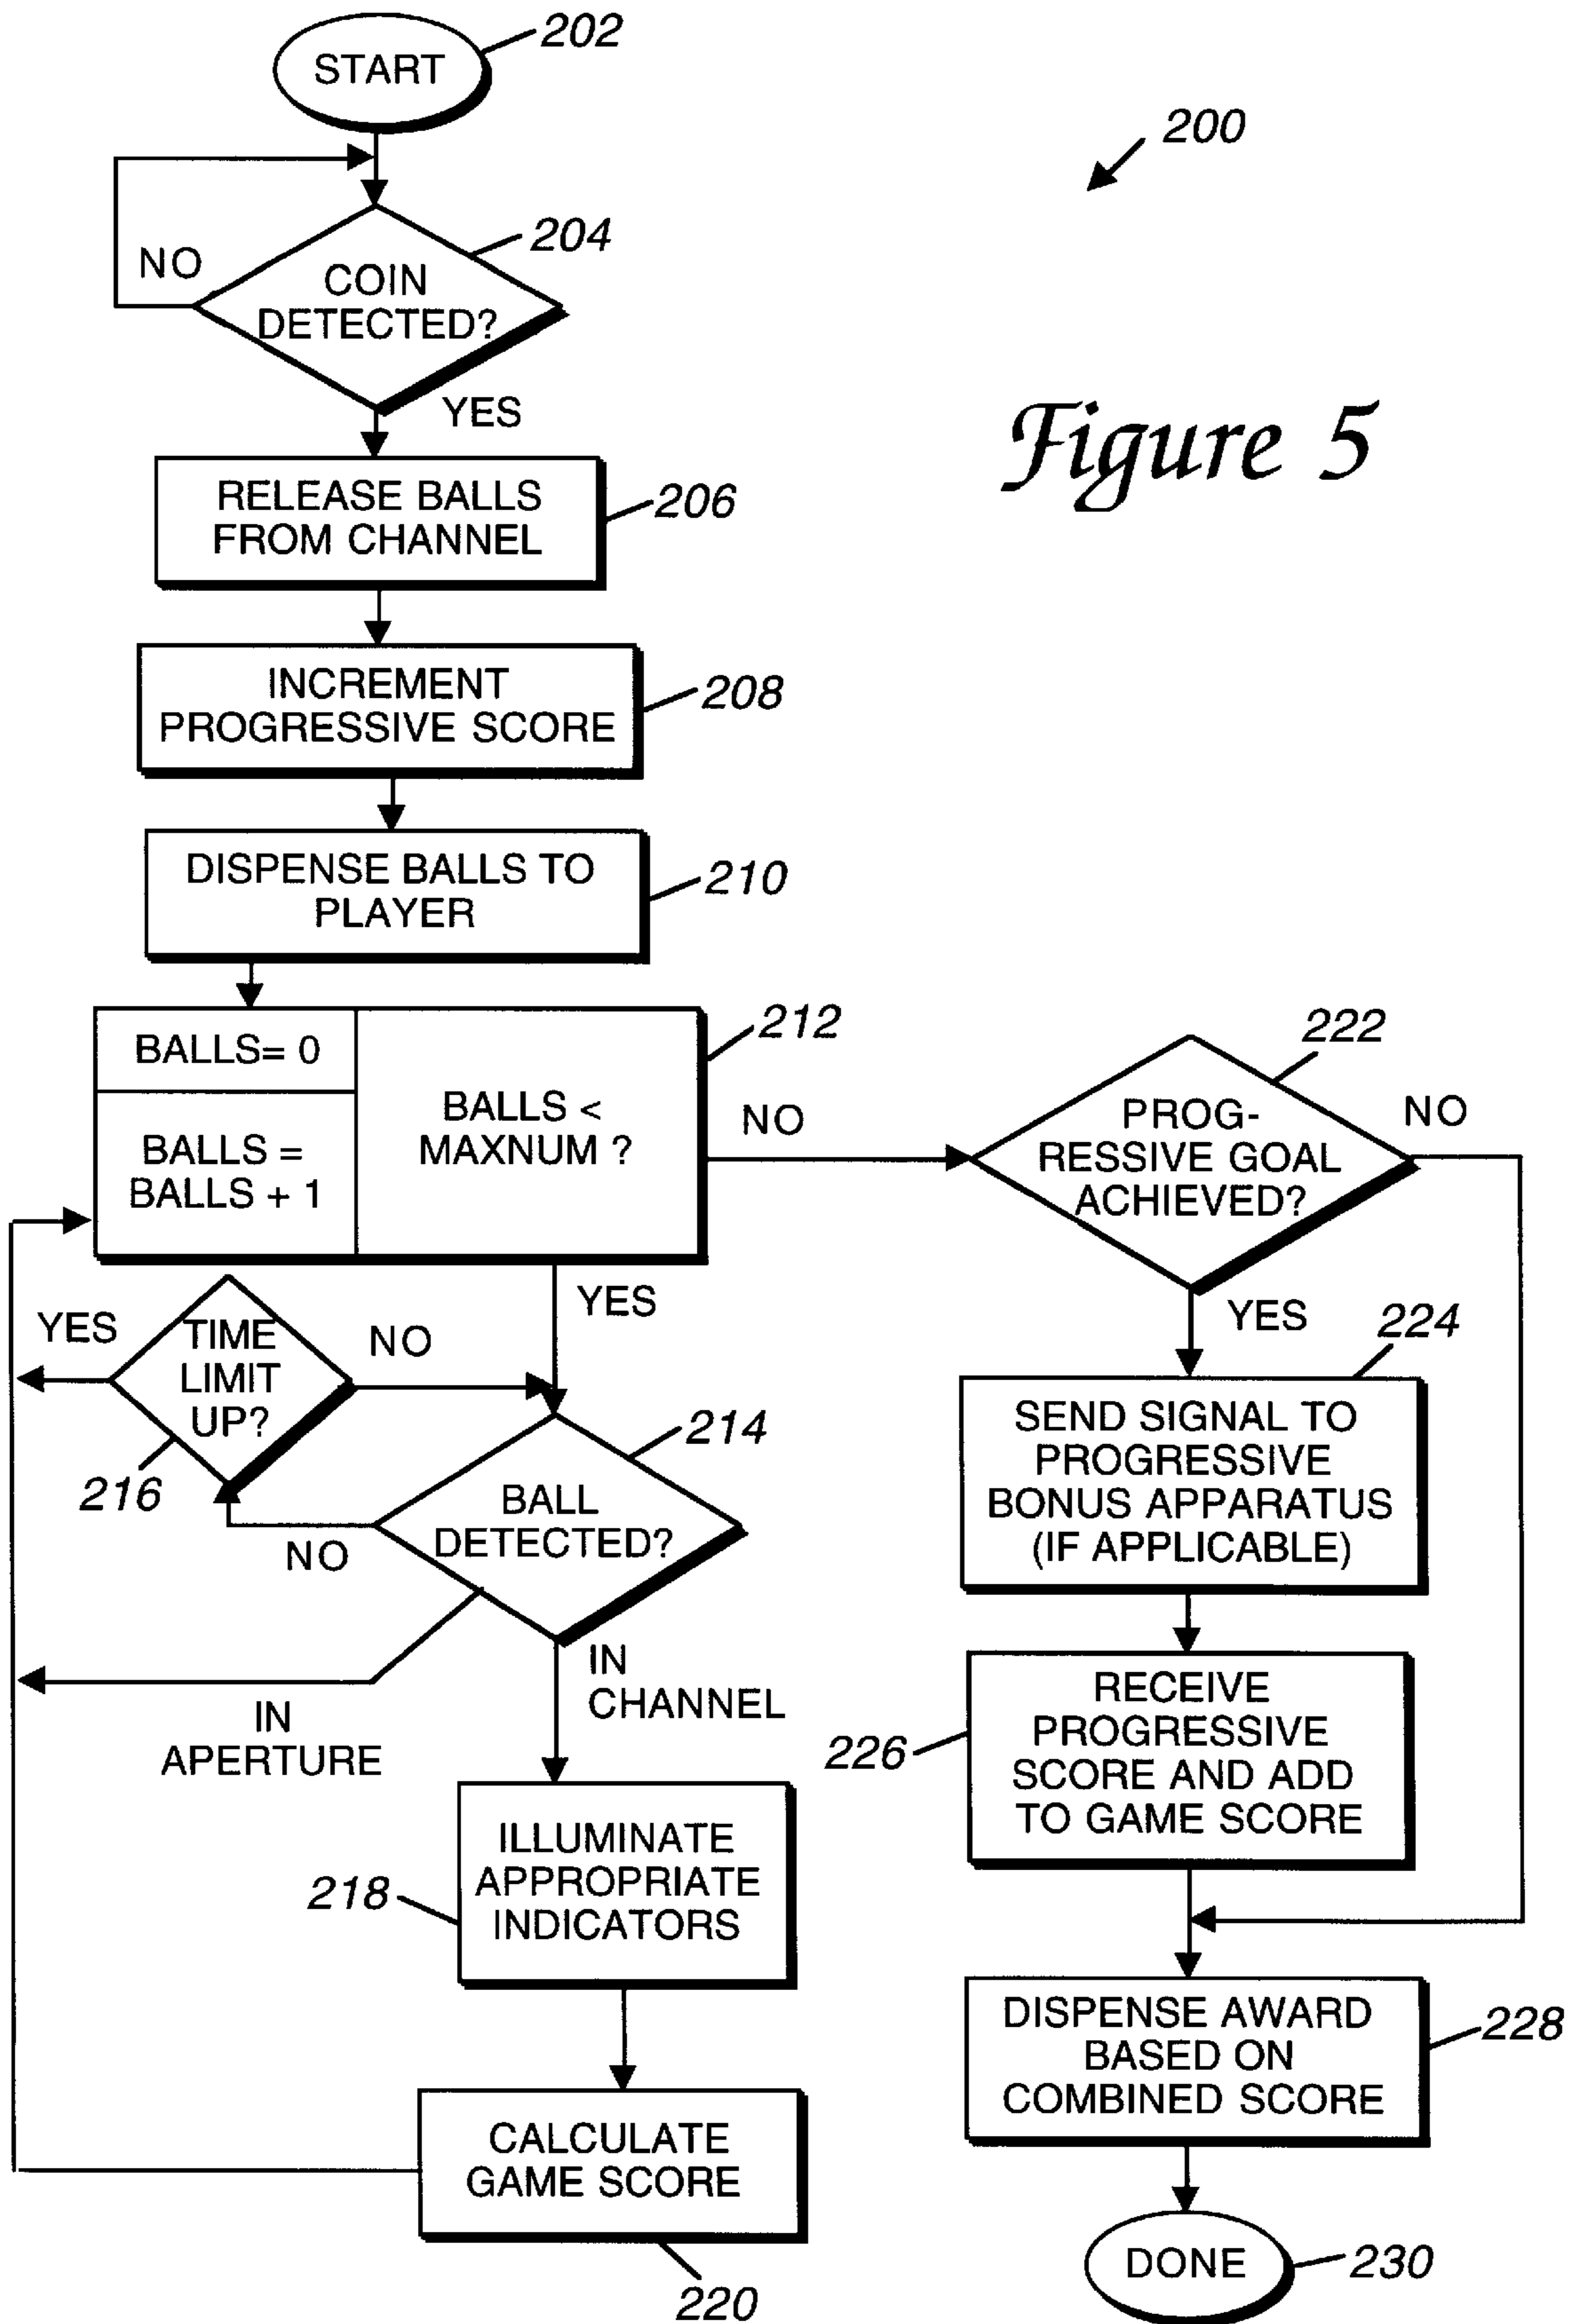 START
202
200
NO
204
COIN
DETECTED?
YES
Figure 5
RELEASE BALLS
FROM CHANNEL
206
INCREMENT
PROGRESSIVE SCORE
208
DISPENSE BALLS TO
PLAYER
210
BALLS= 0
BALLS =
BALLS + 1
BALLS <
MAXNUM ?
212
NO
222
PROG-
RESSIVE GOAL
ACHIEVED?
NO
YES
YES
TIME
LIMIT
UP?
NO
216
YES
214
BALL
DETECTED?
NO
IN
APERTURE
IN
CHANNEL
224
SEND SIGNAL TO
PROGRESSIVE
BONUS APPARATUS
(IF APPLICABLE)
226
RECEIVE
PROGRESSIVE
SCORE AND ADD
TO GAME SCORE
218
ILLUMINATE
APPROPRIATE
INDICATORS
DISPENSE AWARD
BASED ON
COMBINED SCORE
228
CALCULATE
GAME SCORE
220
DONE
230